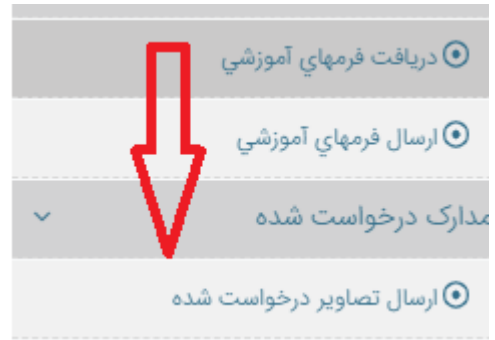 دريافت فرمهاي آموزشي
ارسال فرمهاي آموزشي
مدارک درخواست شده
ارسال تصاوير درخواست شده